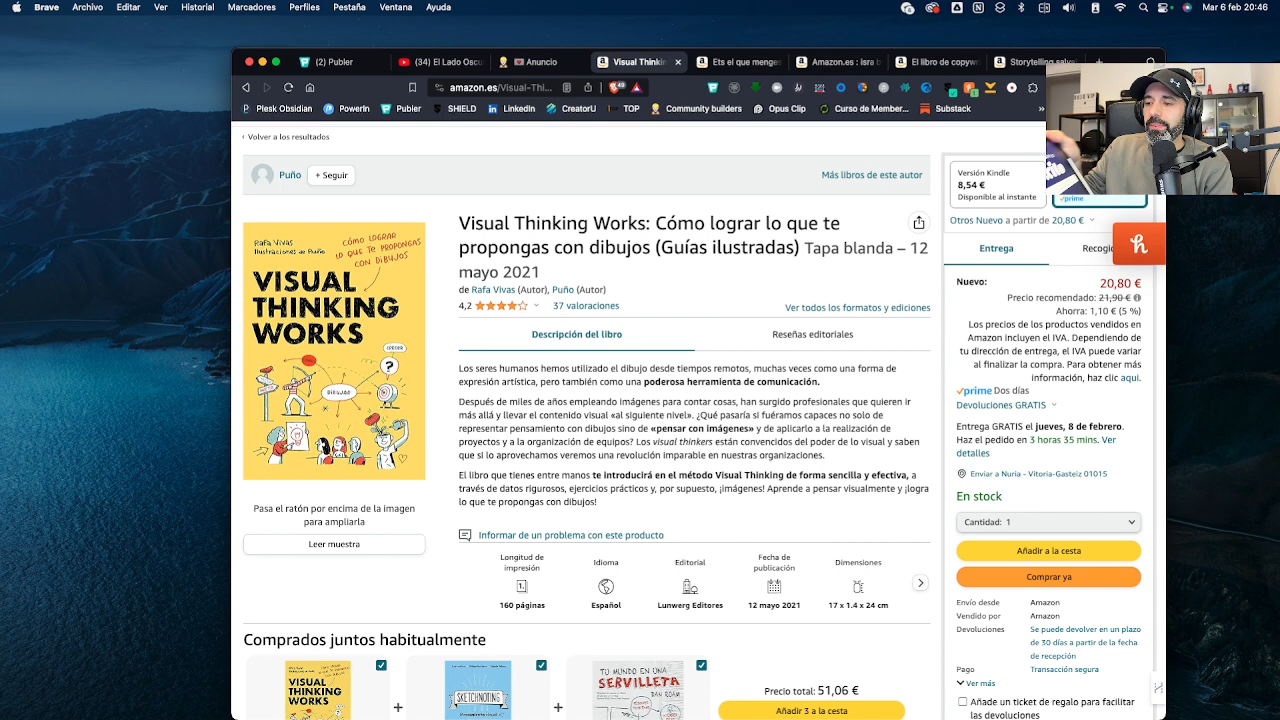 Brave Archivo Editar Ver Historial Marcadores Perfiles Pestaña Ventana Ayuda
Mar 6 feb 20:46
(2) Publer
(34) El Lado Oscu
Anuncio
Visual Thinkin
Ets el que menges
Amazon.es : isra b
El libro de copywr
Storytelling salvaj
amazon.es/Visual-Thi...
Plesk Obsidian
PowerIn
Pubier
SHIELD
LinkedIn
CreatorU
TOP
Community builders
Opus Clip
Curso de Member...
Substack
»
‹ Volver a los resultados
Puño
+ Seguir
Más libros de este autor
Rafa Vivas
Ilustraciones de Puño
CÓMO LOGRAR
LO QUE TE PROPONGAS
CON DIBUJOS
VISUAL
THINKING
WORKS
DIBUJAR
Pasa el ratón por encima de la imagen
para ampliarla
Leer muestra
Visual Thinking Works: Cómo lograr lo que te
propongas con dibujos (Guías ilustradas) Tapa blanda – 12
mayo 2021
de Rafa Vivas (Autor), Puño (Autor)
4,2
37 valoraciones
Ver todos los formatos y ediciones
Descripción del libro
Reseñas editoriales
Los seres humanos hemos utilizado el dibujo desde tiempos remotos, muchas veces como una forma de
expresión artística, pero también como una poderosa herramienta de comunicación.
Después de miles de años empleando imágenes para contar cosas, han surgido profesionales que quieren ir
más allá y llevar el contenido visual «al siguiente nivel». ¿Qué pasaría si fuéramos capaces no solo de
representar pensamiento con dibujos sino de «pensar con imágenes» y de aplicarlo a la realización de
proyectos y a la organización de equipos? Los visual thinkers están convencidos del poder de lo visual y saben
que si lo aprovechamos veremos una revolución imparable en nuestras organizaciones.
El libro que tienes entre manos te introducirá en el método Visual Thinking de forma sencilla y efectiva, a
través de datos rigurosos, ejercicios prácticos y, por supuesto, ¡imágenes! Aprende a pensar visualmente y ¡logra
lo que te propongas con dibujos!
Informar de un problema con este producto
Longitud de
impresión
160 páginas
Idioma
Español
Editorial
Lunwerg Editores
Fecha de
publicación
12 mayo 2021
Dimensiones
17 x 1.4 x 24 cm
Comprados juntos habitualmente
VISUAL
THINKING
WORKS
+
SKETCHNOTING
+
TU MUNDO EN UNA
SERVILLETA
DAN ROAM
Precio total: 51,06 €
Añadir 3 a la cesta
Versión Kindle
8,54 €
Disponible al instante
prime
Otros Nuevo a partir de 20,80 €
Entrega
Recogid
h
Nuevo:
20,80 €
Precio recomendado: 21,90 €
Ahorra: 1,10 € (5 %)
Los precios de los productos vendidos en
Amazon incluyen el IVA. Dependiendo de
tu dirección de entrega, el IVA puede variar
al finalizar la compra. Para obtener más
información, haz clic aqui.
prime Dos días
Devoluciones GRATIS
Entrega GRATIS el jueves, 8 de febrero.
Haz el pedido en 3 horas 35 mins. Ver
detalles
Enviar a Nuria - Vitoria-Gasteiz 01015
En stock
Cantidad: 1
Añadir a la cesta
Comprar ya
Envío desde Amazon
Vendido por Amazon
Devoluciones Se puede devolver en un plazo
de 30 días a partir de la fecha
de recepción
Pago Transacción segura
Ver más
Añade un ticket de regalo para facilitar
las devoluciones